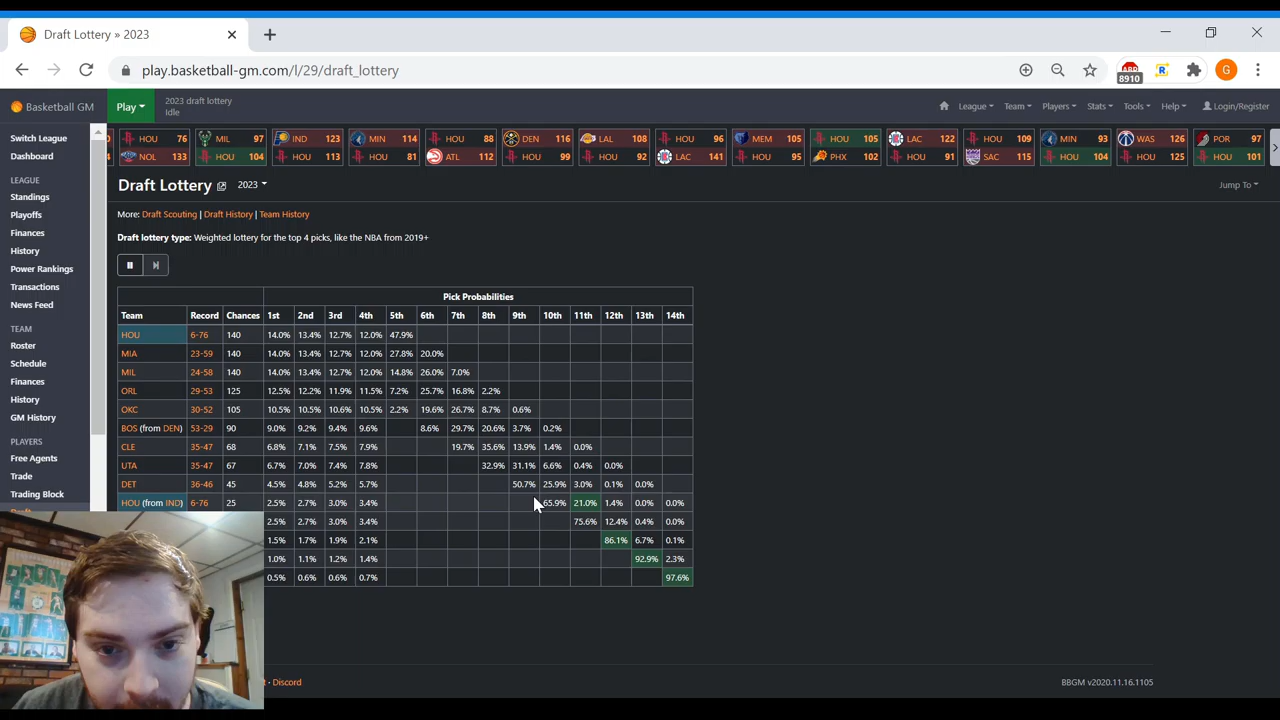 Draft Lottery » 2023
play.basketball-gm.com/l/29/draft_lottery
ABP
8910
R
G
Basketball GM
Play
2023 draft lottery
Idle
League
Team
Players
Stats
Tools
Help
Login/Register
HOU 76 MIL 97 IND 123 MIN 114 HOU 88 DEN 116 LAL 108 HOU 96 MEM 105 HOU 105 LAC 122 HOU 109 MIN 93 WAS 126 POR 97
NOL 133 HOU 104 HOU 113 HOU 81 ATL 112 HOU 99 HOU 92 LAC 141 HOU 95 PHX 102 HOU 91 SAC 115 HOU 104 HOU 125 HOU 101
Switch League
Dashboard
LEAGUE
Standings
Playoffs
Finances
History
Power Rankings
Transactions
News Feed
TEAM
Roster
Schedule
Finances
History
GM History
PLAYERS
Free Agents
Trade
Trading Block
Draft Lottery
2023
Jump To
More: Draft Scouting | Draft History | Team History
Draft lottery type: Weighted lottery for the top 4 picks, like the NBA from 2019+
Pick Probabilities
Team Record Chances 1st 2nd 3rd 4th 5th 6th 7th 8th 9th 10th 11th 12th 13th 14th
HOU 6-76 140 14.0% 13.4% 12.7% 12.0% 47.9%
MIA 23-59 140 14.0% 13.4% 12.7% 12.0% 27.8% 20.0%
MIL 24-58 140 14.0% 13.4% 12.7% 12.0% 14.8% 26.0% 7.0%
ORL 29-53 125 12.5% 12.2% 11.9% 11.5% 7.2% 25.7% 16.8% 2.2%
OKC 30-52 105 10.5% 10.5% 10.6% 10.5% 2.2% 19.6% 26.7% 8.7% 0.6%
BOS (from DEN) 53-29 90 9.0% 9.2% 9.4% 9.6% 8.6% 29.7% 20.6% 3.7% 0.2%
CLE 35-47 68 6.8% 7.1% 7.5% 7.9% 19.7% 35.6% 13.9% 1.4% 0.0%
UTA 35-47 67 6.7% 7.0% 7.4% 7.8% 32.9% 31.1% 6.6% 0.4% 0.0%
DET 36-46 45 4.5% 4.8% 5.2% 5.7% 50.7% 25.9% 3.0% 0.1% 0.0%
HOU (from IND) 6-76 25 2.5% 2.7% 3.0% 3.4% 65.9% 21.0% 1.4% 0.0% 0.0%
2.5% 2.7% 3.0% 3.4% 75.6% 12.4% 0.4% 0.0%
1.5% 1.7% 1.9% 2.1% 86.1% 6.7% 0.1%
1.0% 1.1% 1.2% 1.4% 92.9% 2.3%
0.5% 0.6% 0.6% 0.7% 97.6%
Discord
BBGM v2020.11.16.1105